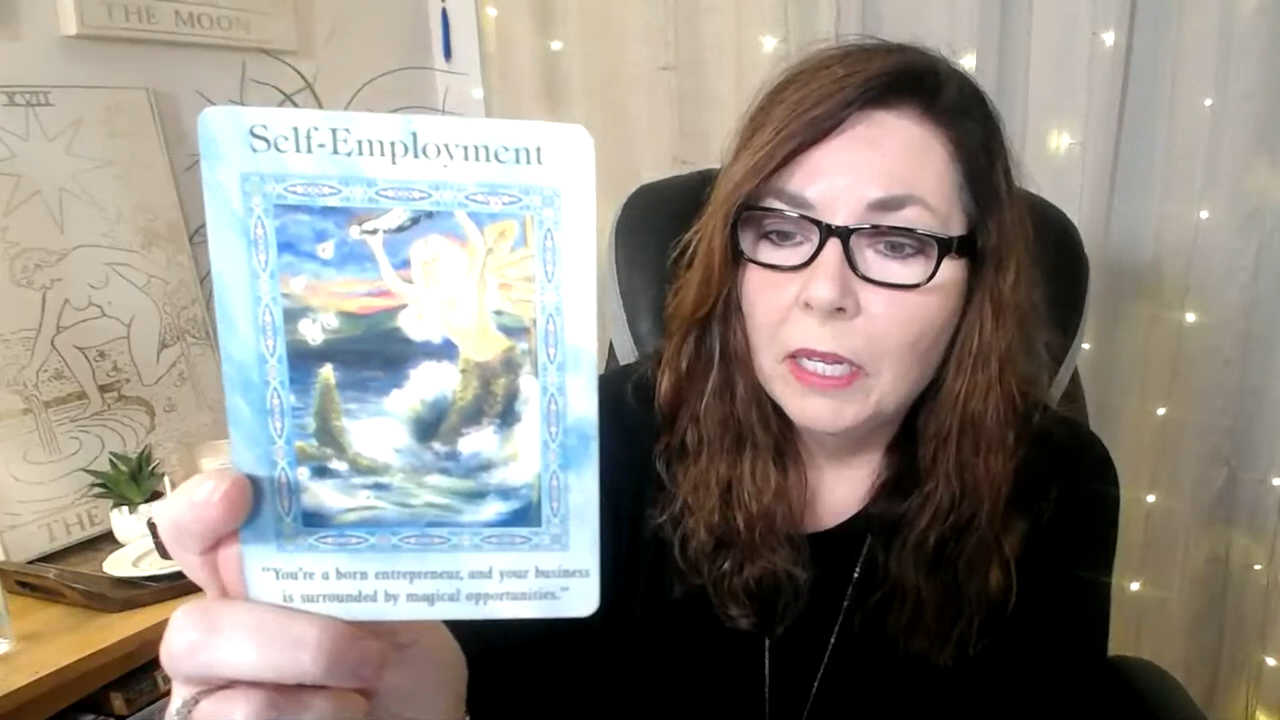 THE MOON
XVII
Self-Employment
THE
"You're a born entrepreneur, and your business
is surrounded by magical opportunities."